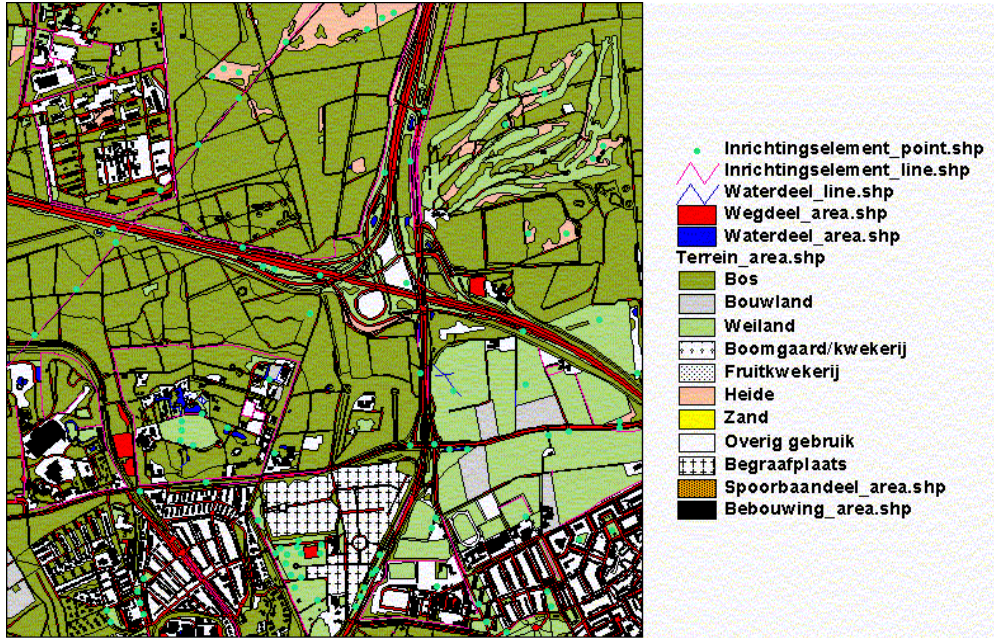 Inrichtingselement_point.shp
Inrichtingselement_line.shp
Waterdeel_line.shp
Wegdeel_area.shp
Waterdeel_area.shp
Terrein_area.shp
Bos
Bouwland
Weiland
Boomgaard/kwekerij
Fruitkwekerij
Heide
Zand
Overig gebruik
Begraafplaats
Spoorbaandeel_area.shp
Bebouwing_area.shp